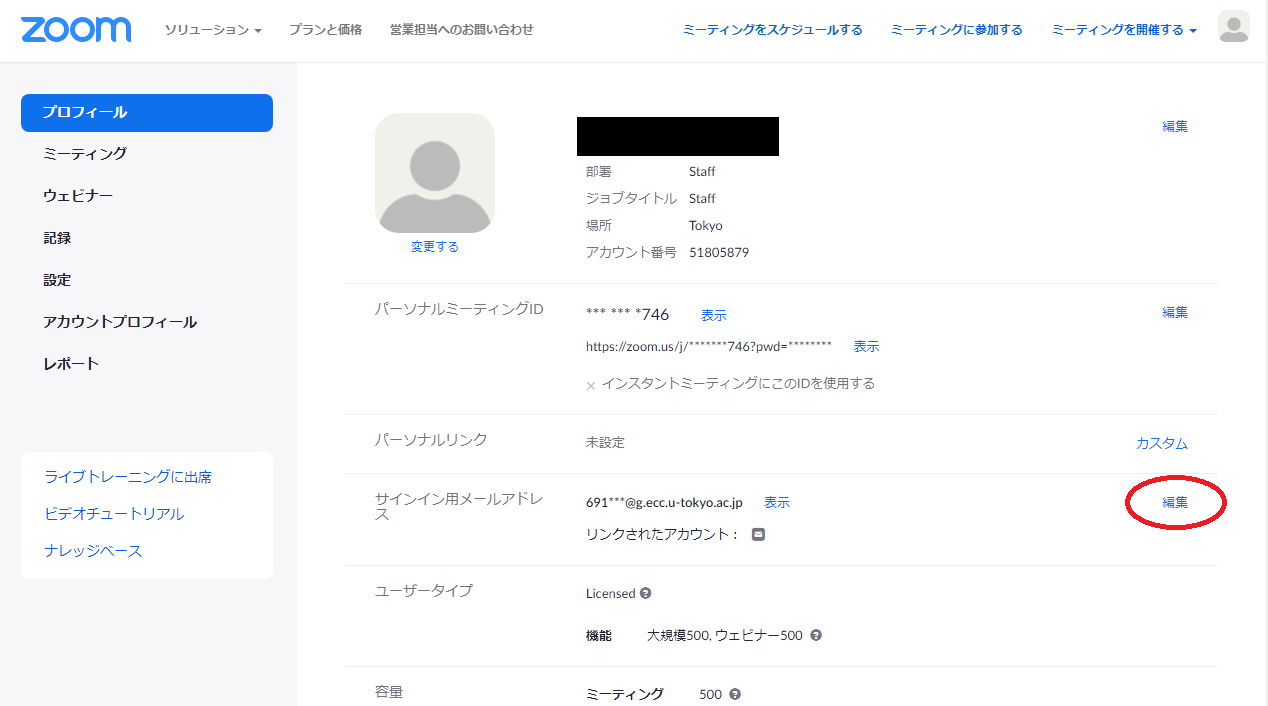 zoom ソリューション プランと価格 営業担当へのお問い合わせ ミーティングをスケジュールする ミーティングに参加する ミーティングを開催する
プロフィール
ミーティング
ウェビナー
記録
設定
アカウントプロフィール
レポート
ライブトレーニングに出席
ビデオチュートリアル
ナレッジベース
変更する
編集
部署 Staff
ジョブタイトル Staff
場所 Tokyo
アカウント番号 51805879
パーソナルミーティングID *** *** *746 表示 編集
https://zoom.us/j/*******746?pwd=******** 表示
× インスタントミーティングにこのIDを使用する
パーソナルリンク 未設定 カスタム
サインイン用メールアドレ
ス
691***@g.ecc.u-tokyo.ac.jp 表示 編集
リンクされたアカウント：
ユーザータイプ Licensed ?
機能 大規模500, ウェビナー500 ?
容量 ミーティング 500 ?